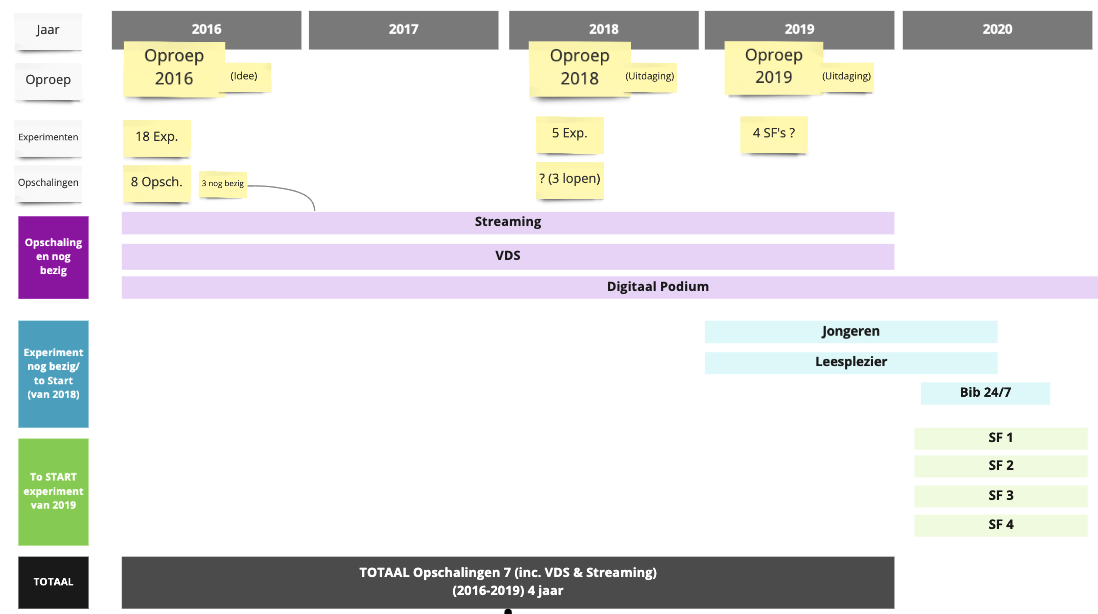 Jaar
2016
2017
2018
2019
2020
Oproep
Oproep
2016
(Idee)
Oproep
2018
(Uitdaging)
Oproep
2019
(Uitdaging)
Experimenten
18 Exp.
5 Exp.
4 SF's ?
Opschalingen
8 Opsch.
3 nog bezig
? (3 lopen)
Opschaling
en nog
bezig
Streaming
VDS
Digitaal Podium
Experiment
nog bezig/
to Start
(van 2018)
Jongeren
Leesplezier
Bib 24/7
To START
experiment
van 2019
SF 1
SF 2
SF 3
SF 4
TOTAAL
TOTAAL Opschalingen 7 (inc. VDS & Streaming)
(2016-2019) 4 jaar